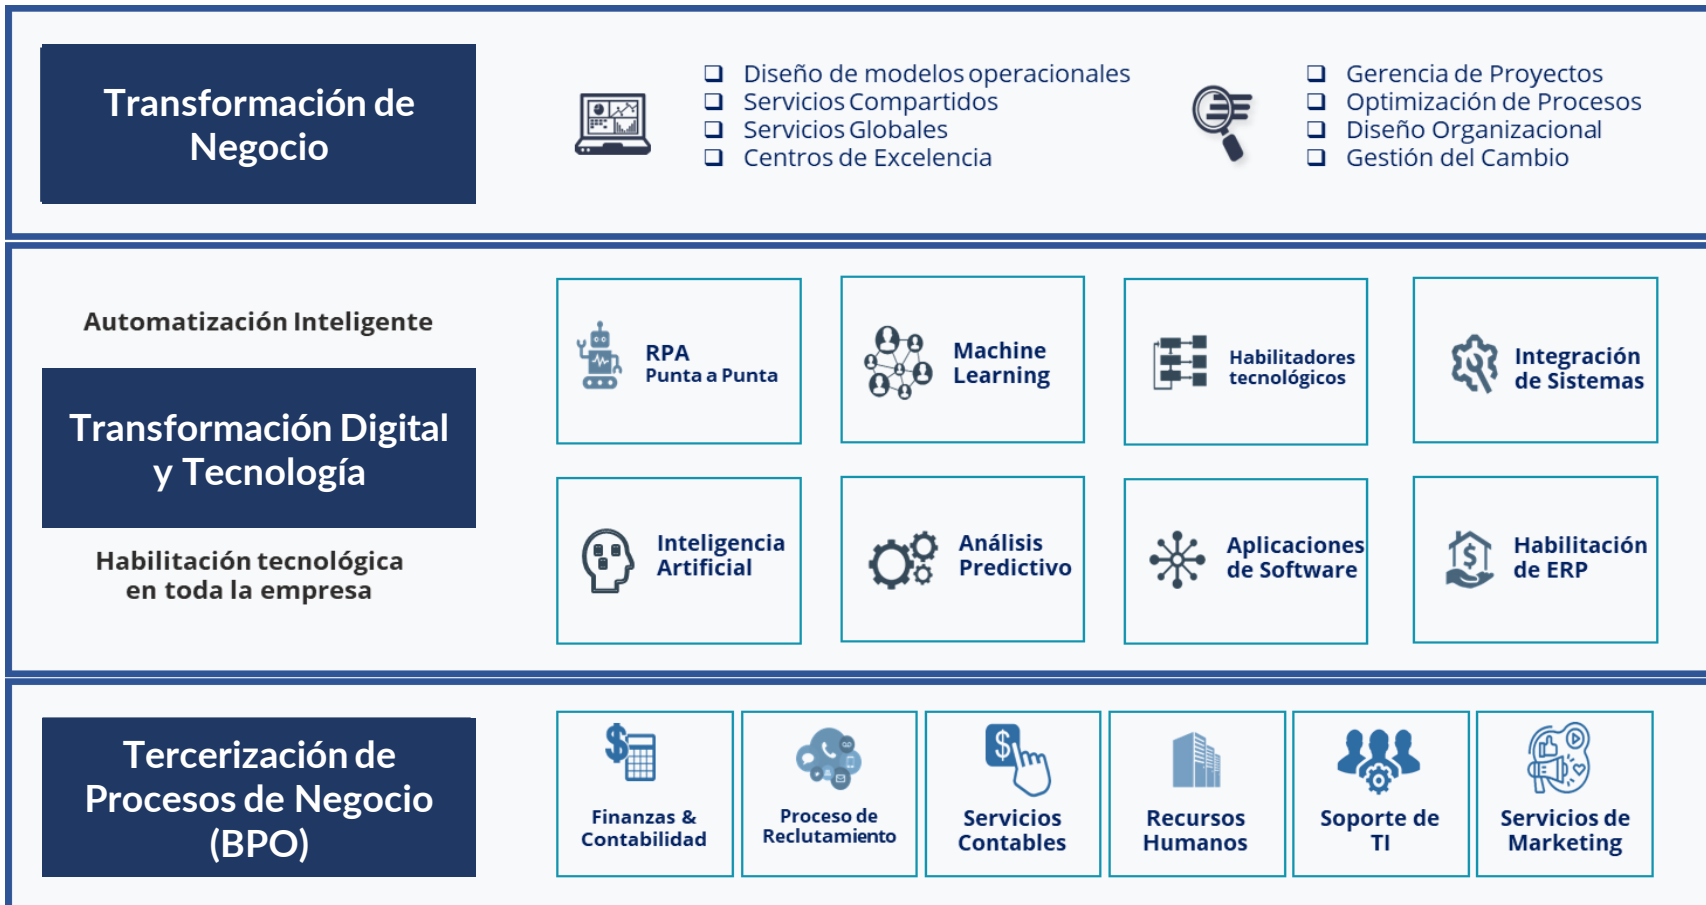 Transformación de
Negocio
Diseño de modelos operacionales
Servicios Compartidos
Servicios Globales
Centros de Excelencia
Gerencia de Proyectos
Optimización de Procesos
Diseño Organizacional
Gestión del Cambio
Automatización Inteligente
Transformación Digital
y Tecnología
Habilitación tecnológica
en toda la empresa
RPA
Punta a Punta
Machine
Learning
Habilitadores
tecnológicos
Integración
de Sistemas
Inteligencia
Artificial
Análisis
Predictivo
Aplicaciones
de Software
$
Habilitación
de ERP
Tercerización de
Procesos de Negocio
(BPO)
$
Finanzas &
Contabilidad
Proceso de
Reclutamiento
$
Servicios
Contables
Recursos
Humanos
Soporte de
TI
Servicios de
Marketing